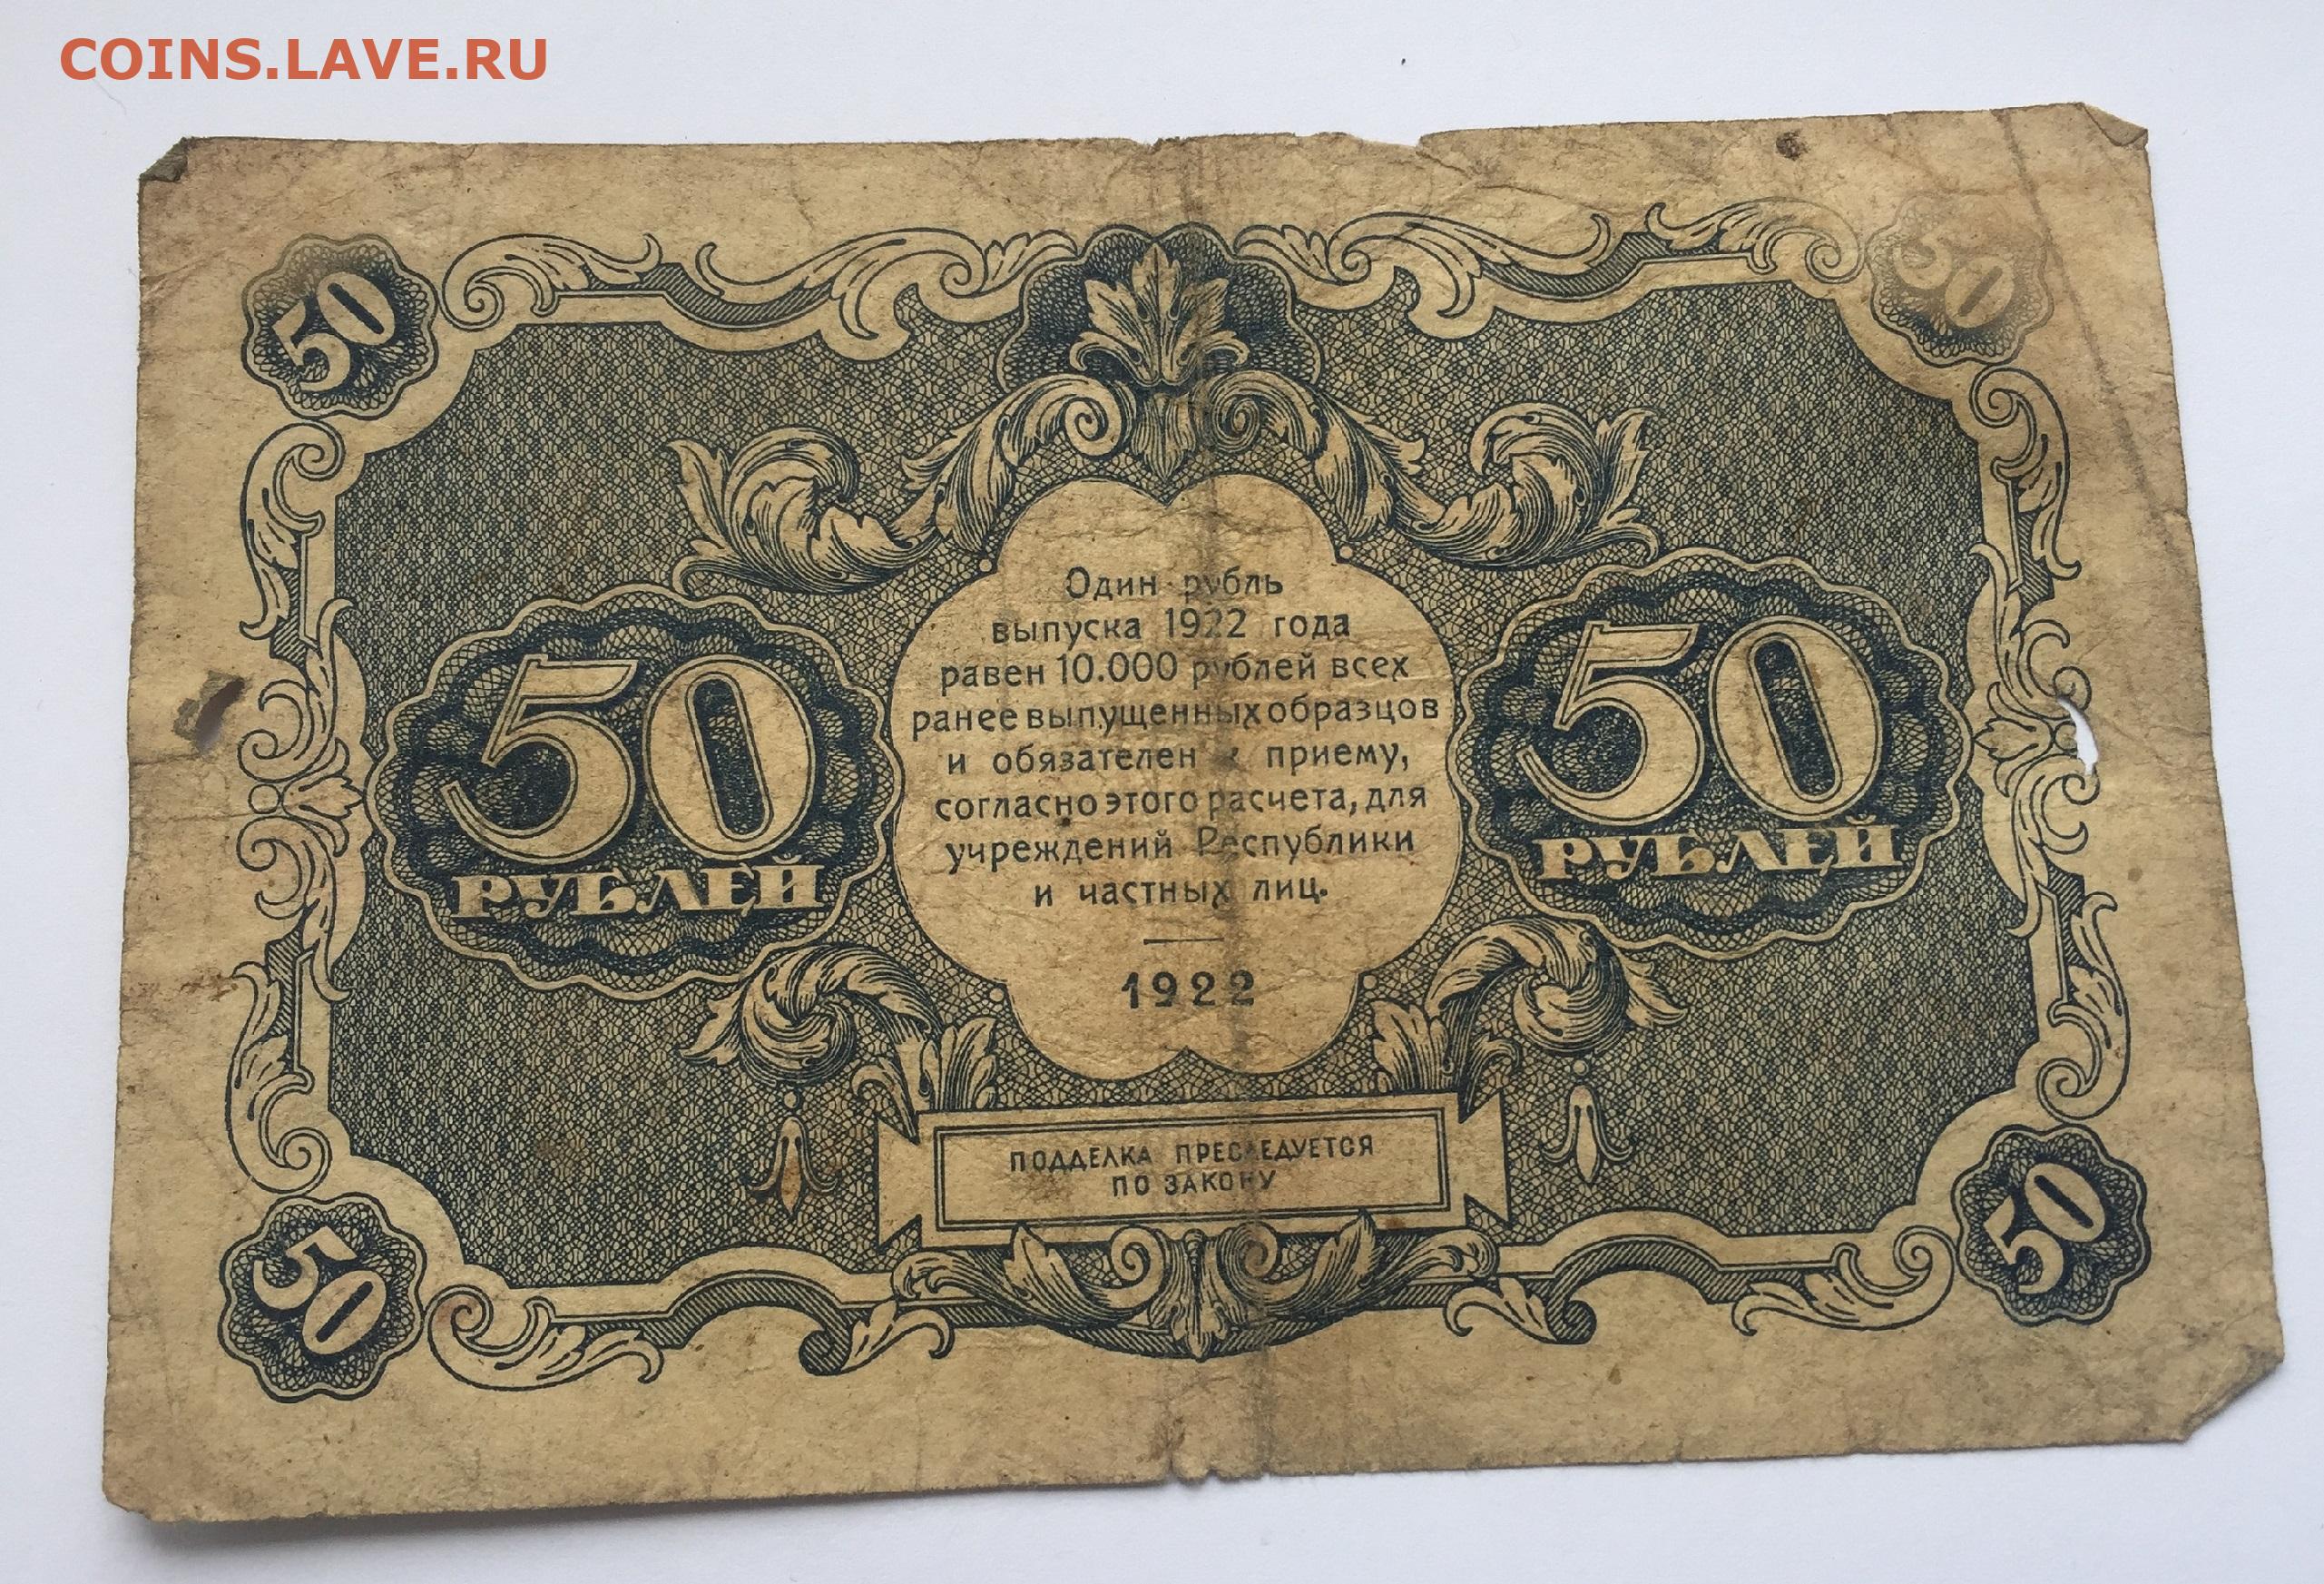 COINS.LAVE.RU
50
50
Один рубль
выпуска 1922 года
равен 10.000 рублей всех
ранее выпущенных образцов
и обязателен к приему,
согласно этого расчета, для
учреждений Республики
и частных лиц.
1922
50
РУБЛЕЙ
50
РУБЛЕЙ
ПОДДЕЛКА ПРЕСЛЕДУЕТСЯ
ПО ЗАКОНУ
50
50